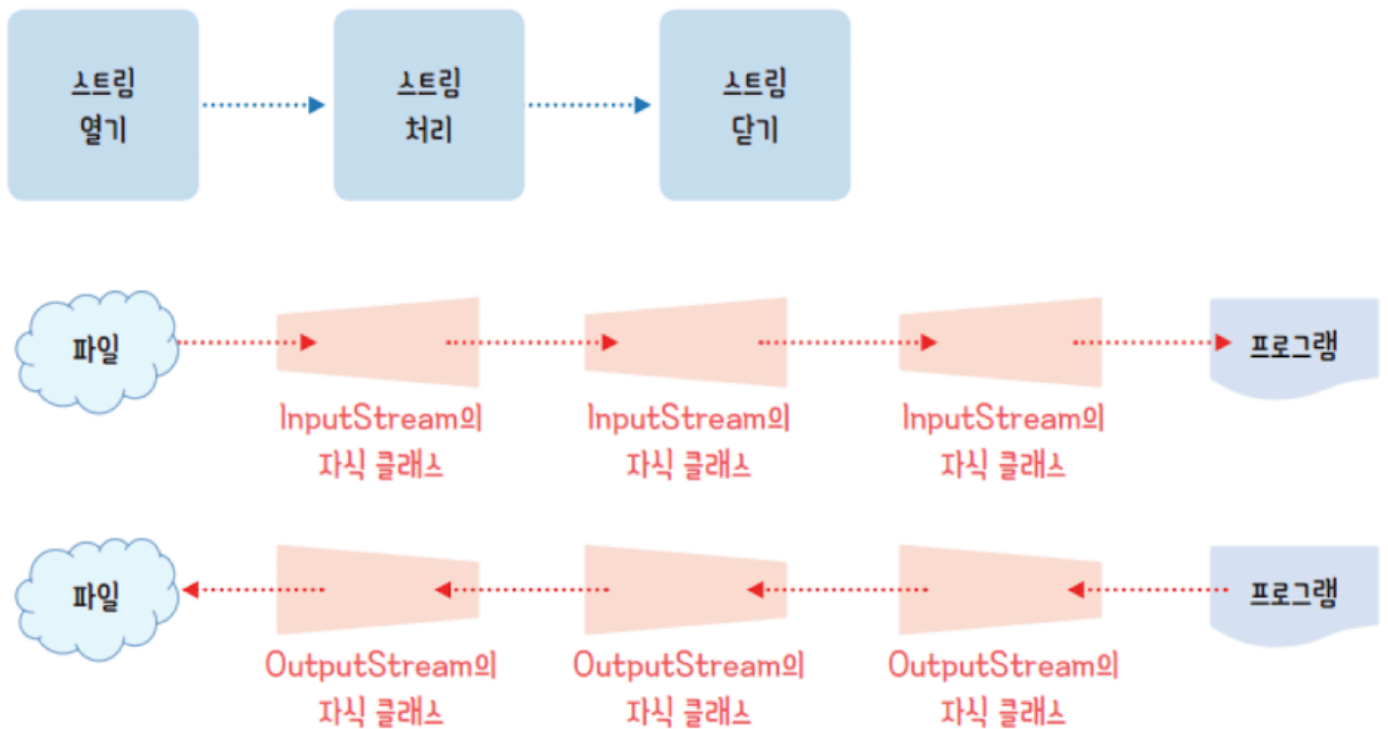 스트림
열기
스트림
처리
스트림
닫기
파일
InputStream의
자식 클래스
InputStream의
자식 클래스
InputStream의
자식 클래스
프로그램
파일
OutputStream의
자식 클래스
OutputStream의
자식 클래스
OutputStream의
자식 클래스
프로그램